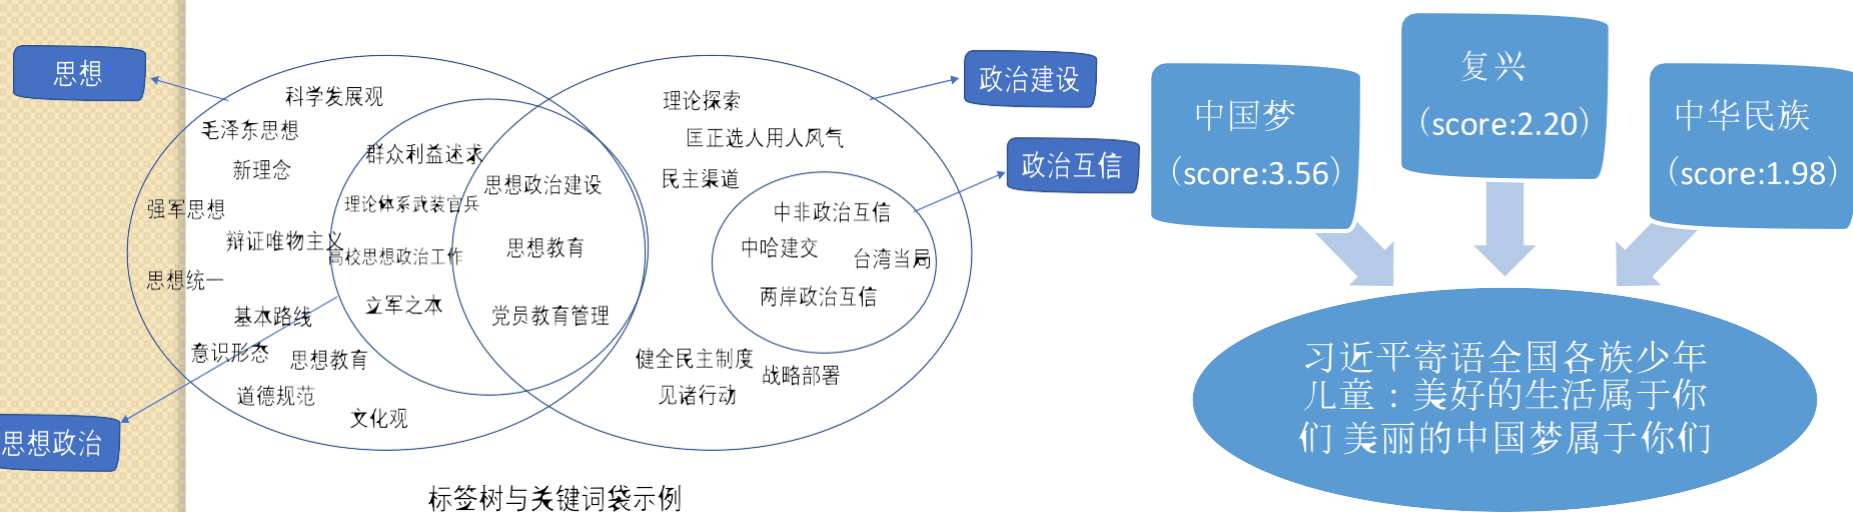 思想
科学发展观
毛泽东思想
新理念
强军思想
辩证唯物主义
思想统一
基本路线
意识形态
思想教育
道德规范
文化观
思想政治
群众利益述求
理论体系武装官兵
高校思想政治工作
立军之本
思想政治建设
思想教育
党员教育管理
政治建设
理论探索
匡正选人用人风气
民主渠道
政治互信
中非政治互信
中哈建交
台湾当局
两岸政治互信
健全民主制度
战略部署
见诸行动
标签树与关键词袋示例
中国梦
(score:3.56)
复兴
(score:2.20)
中华民族
(score:1.98)
习近平寄语全国各族少年
儿童：美好的生活属于你
们 美丽的中国梦属于你们